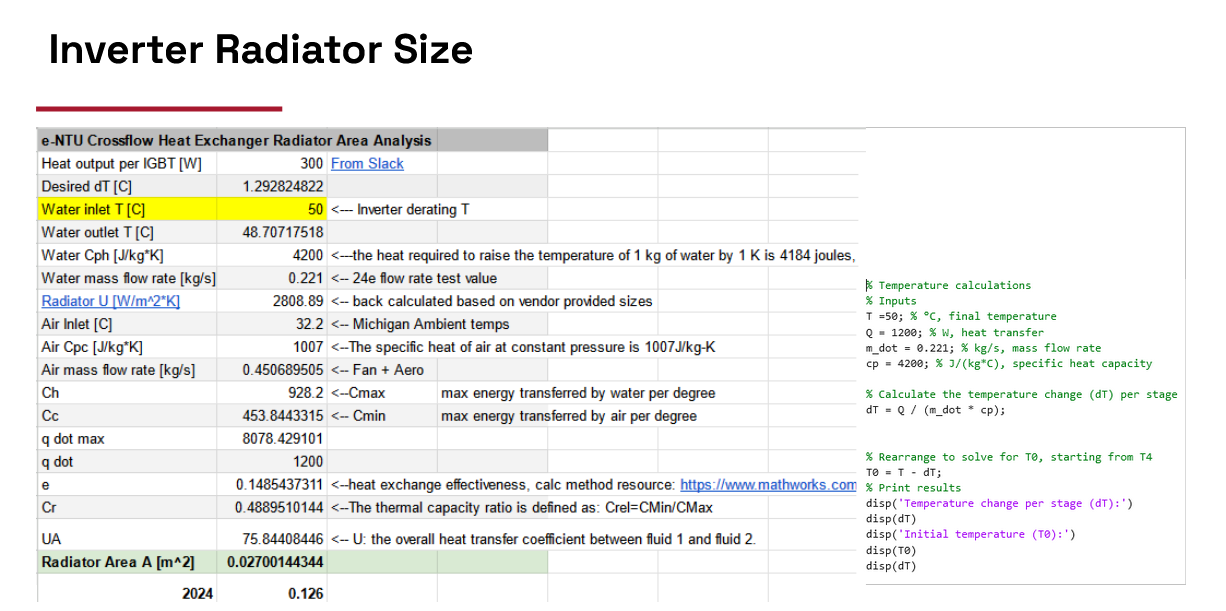 Inverter Radiator Size
e-NTU Crossflow Heat Exchanger Radiator Area Analysis
Heat output per IGBT [W] 300 From Slack
Desired dT [C] 1.292824822
Water inlet T [C] 50 <--- Inverter derating T
Water outlet T [C] 48.70717518
Water Cph [J/kg*K] 4200 <---the heat required to raise the temperature of 1 kg of water by 1 K is 4184 joules,
Water mass flow rate [kg/s] 0.221 <-- 24e flow rate test value
Radiator U [W/m^2*K] 2808.89 <-- back calculated based on vendor provided sizes
Air Inlet [C] 32.2 <-- Michigan Ambient temps
Air Cpc [J/kg*K] 1007 <--The specific heat of air at constant pressure is 1007J/kg-K
Air mass flow rate [kg/s] 0.450689505 <-- Fan + Aero
Ch 928.2 <--Cmax max energy transferred by water per degree
Cc 453.8443315 <-- Cmin max energy transferred by air per degree
q dot max 8078.429101
q dot 1200
e 0.1485437311 <--heat exchange effectiveness, calc method resource: https://www.mathworks.com
Cr 0.4889510144 <--The thermal capacity ratio is defined as: Crel=CMin/CMax
UA 75.84408446 <-- U: the overall heat transfer coefficient between fluid 1 and fluid 2.
Radiator Area A [m^2] 0.02700144344
2024 0.126
% Temperature calculations
% Inputs
T =50; % °C, final temperature
Q = 1200; % W, heat transfer
m_dot = 0.221; % kg/s, mass flow rate
cp = 4200; % J/(kg*C), specific heat capacity
% Calculate the temperature change (dT) per stage
dT = Q / (m_dot * cp);
% Rearrange to solve for T0, starting from T4
T0 = T - dT;
% Print results
disp('Temperature change per stage (dT):')
disp(dT)
disp('Initial temperature (T0):')
disp(T0)
disp(dT)